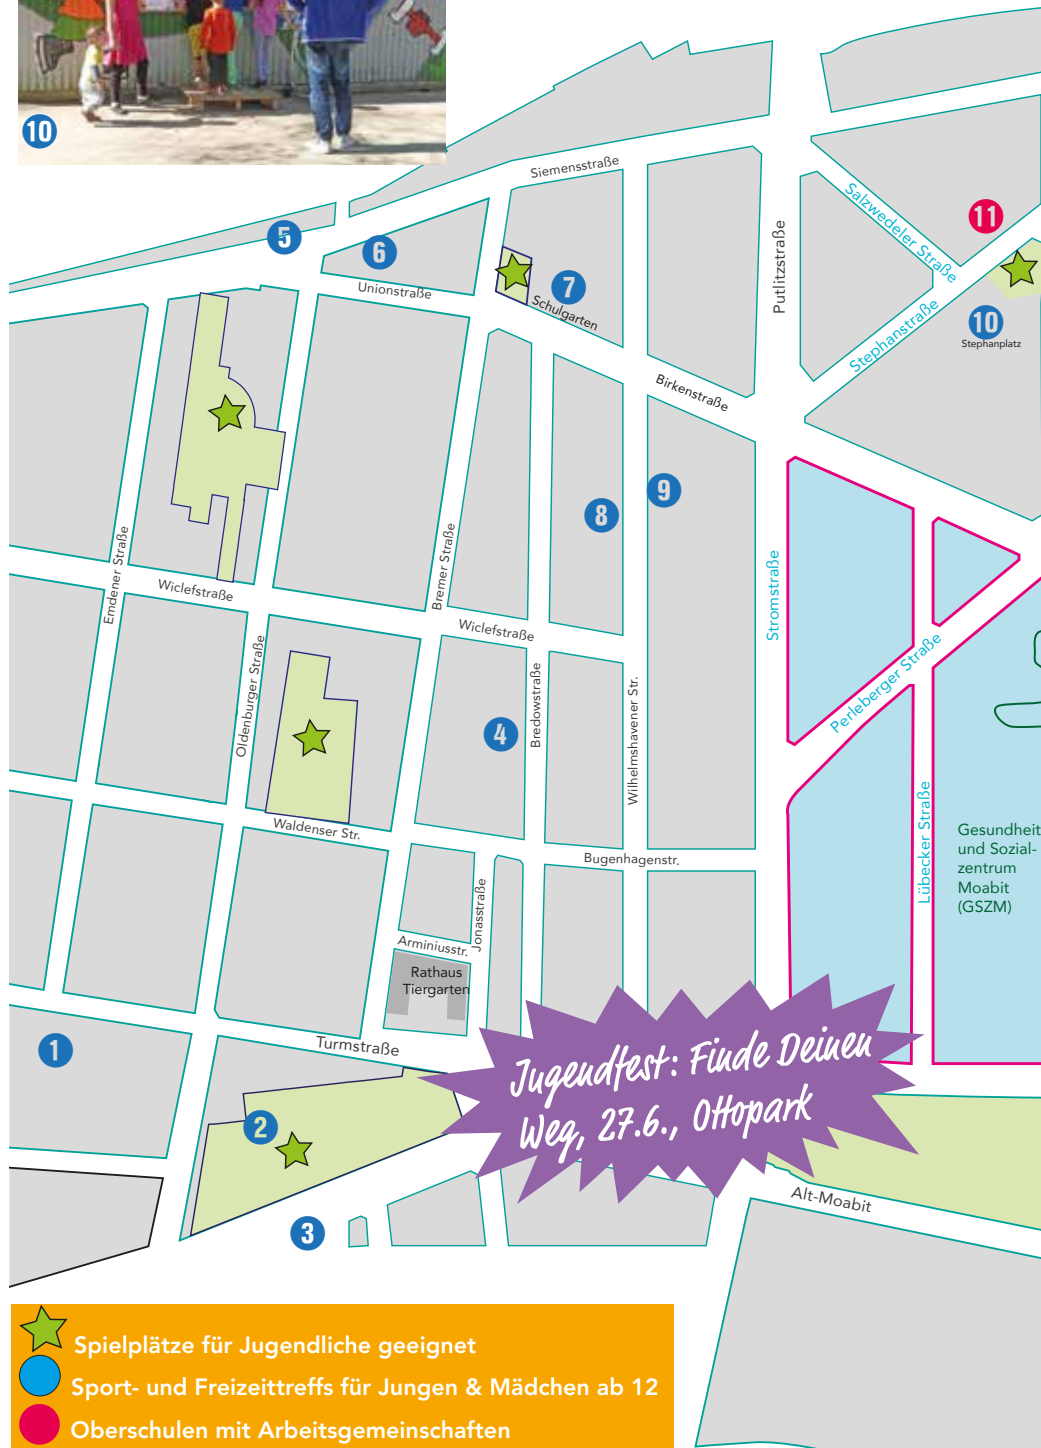 10
Siemensstraße
5
6
Unionstraße
7
Schulgarten
Birkenstraße
Putlitzstraße
Salzwedeler Straße
11
Stephanstraße
10
Stephanplatz
8
9
Emdener Straße
Wiclefstraße
Bremer Straße
Wiclefstraße
Stromstraße
Perleberger Straße
Oldenburger Straße
4
Bredowstraße
Wilhelmshavener Str.
Waldenser Str.
Bugenhagenstr.
Lübecker Straße
Gesundheit
und Sozial-
zentrum
Moabit
(GSZM)
Jonasstraße
Arminiusstr.
Rathaus
Tiergarten
1
Turmstraße
Jugendfest: Finde Deinen
Weg, 27.6., Ottopark
2
3
Alt-Moabit
Spielplätze für Jugendliche geeignet
Sport- und Freizeittreffs für Jungen & Mädchen ab 12
Oberschulen mit Arbeitsgemeinschaften